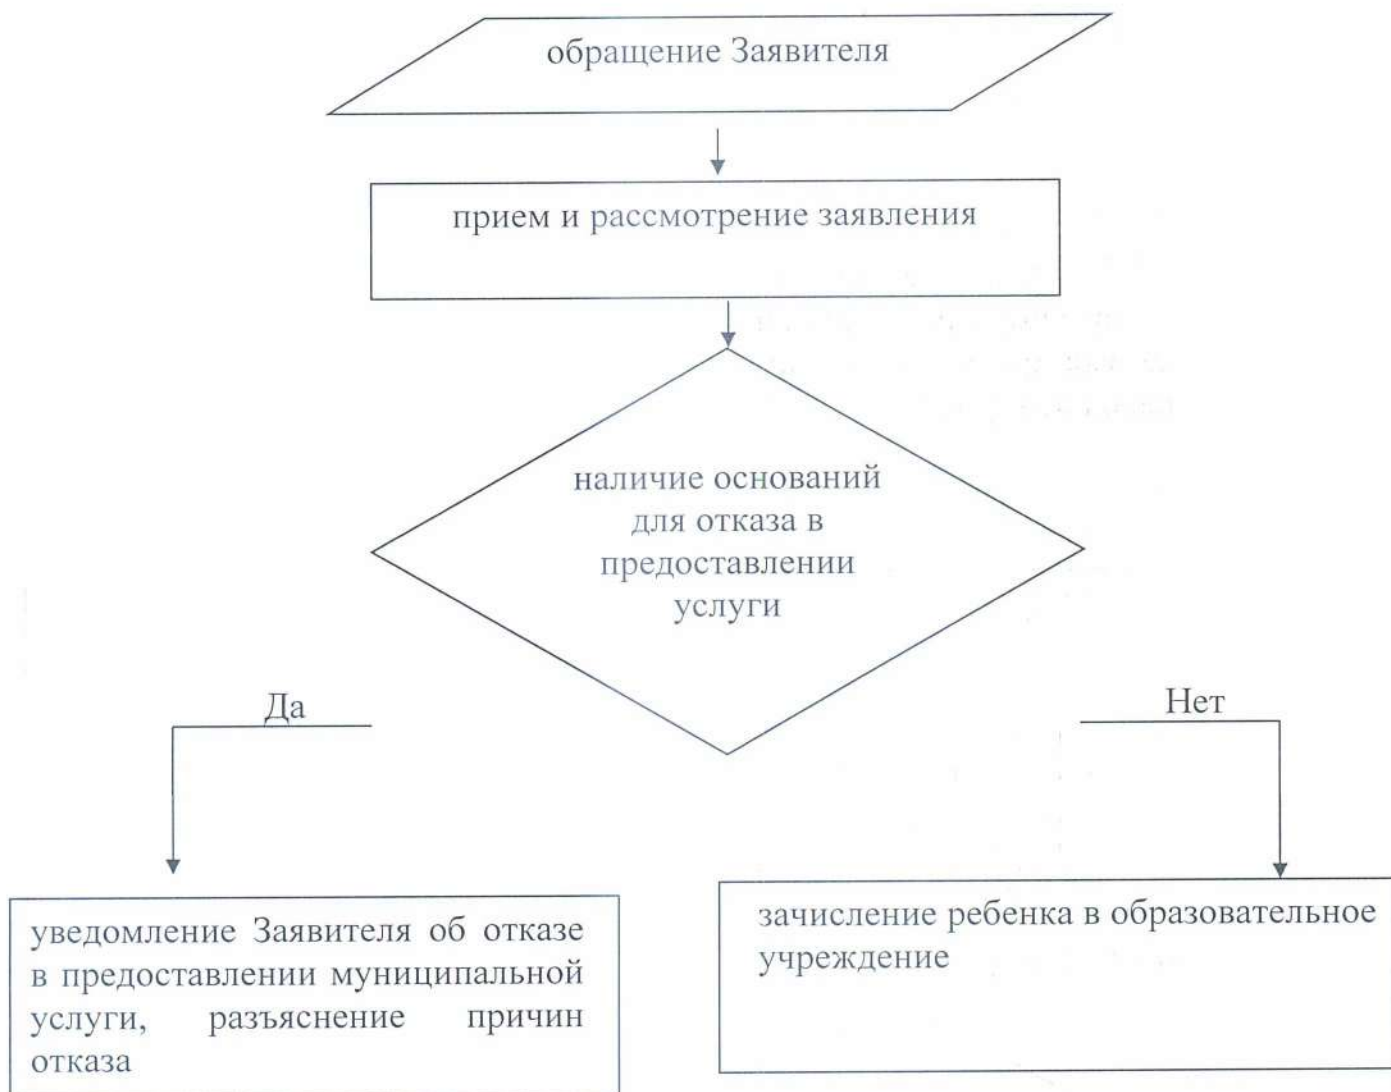 обращение Заявителя
прием и рассмотрение заявления
наличие оснований
для отказа в
предоставлении
услуги
Да
Нет
уведомление Заявителя об отказе
в предоставлении муниципальной
услуги, разъяснение причин
отказа
зачисление ребенка в образовательное
учреждение